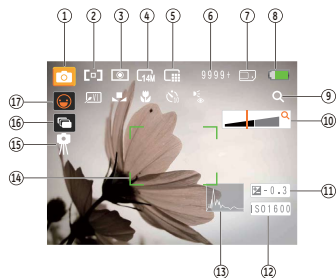 ① ② ③ ④ ⑤ ⑥ ⑦ ⑧
14M 9999+
⑰ ⑨
⑯ ⑩
⑮
⑭ -0.3 ⑪
ISO1600
⑬ ⑫